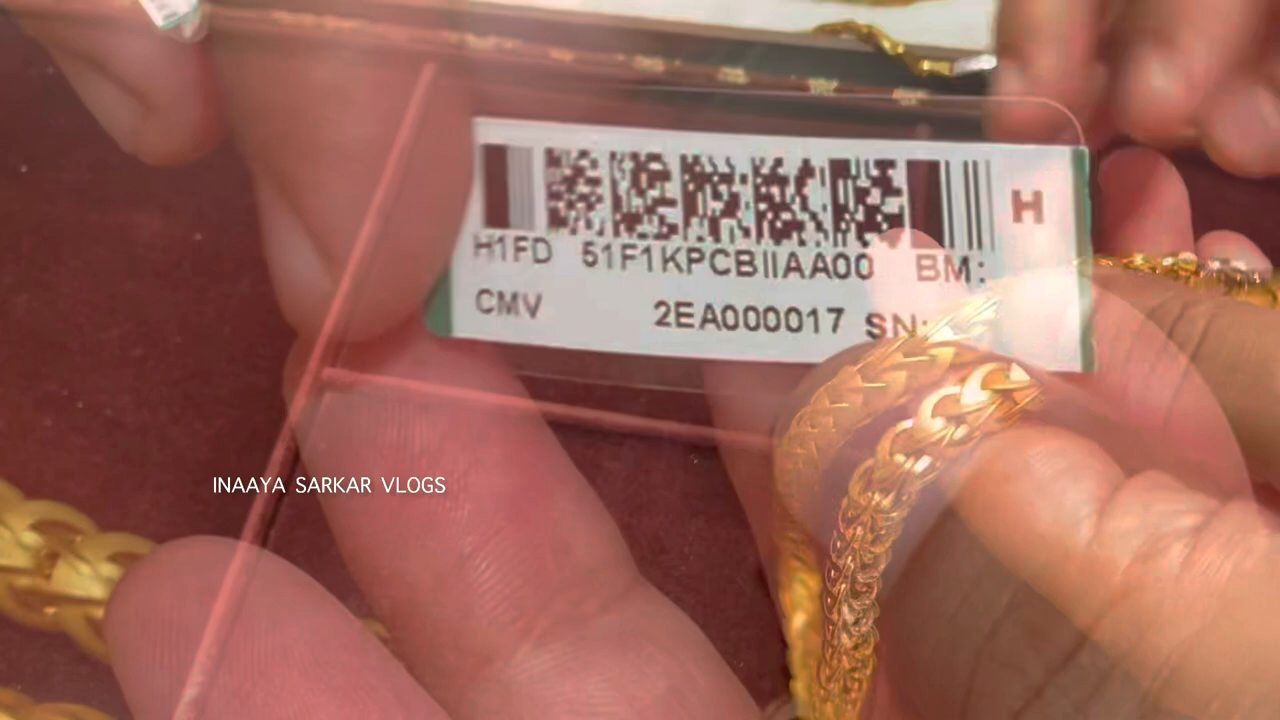 H
H1FD 51F1KPCBIIAA00 BM:
CMV 2EA000017 SN:
INAAYA SARKAR VLOGS